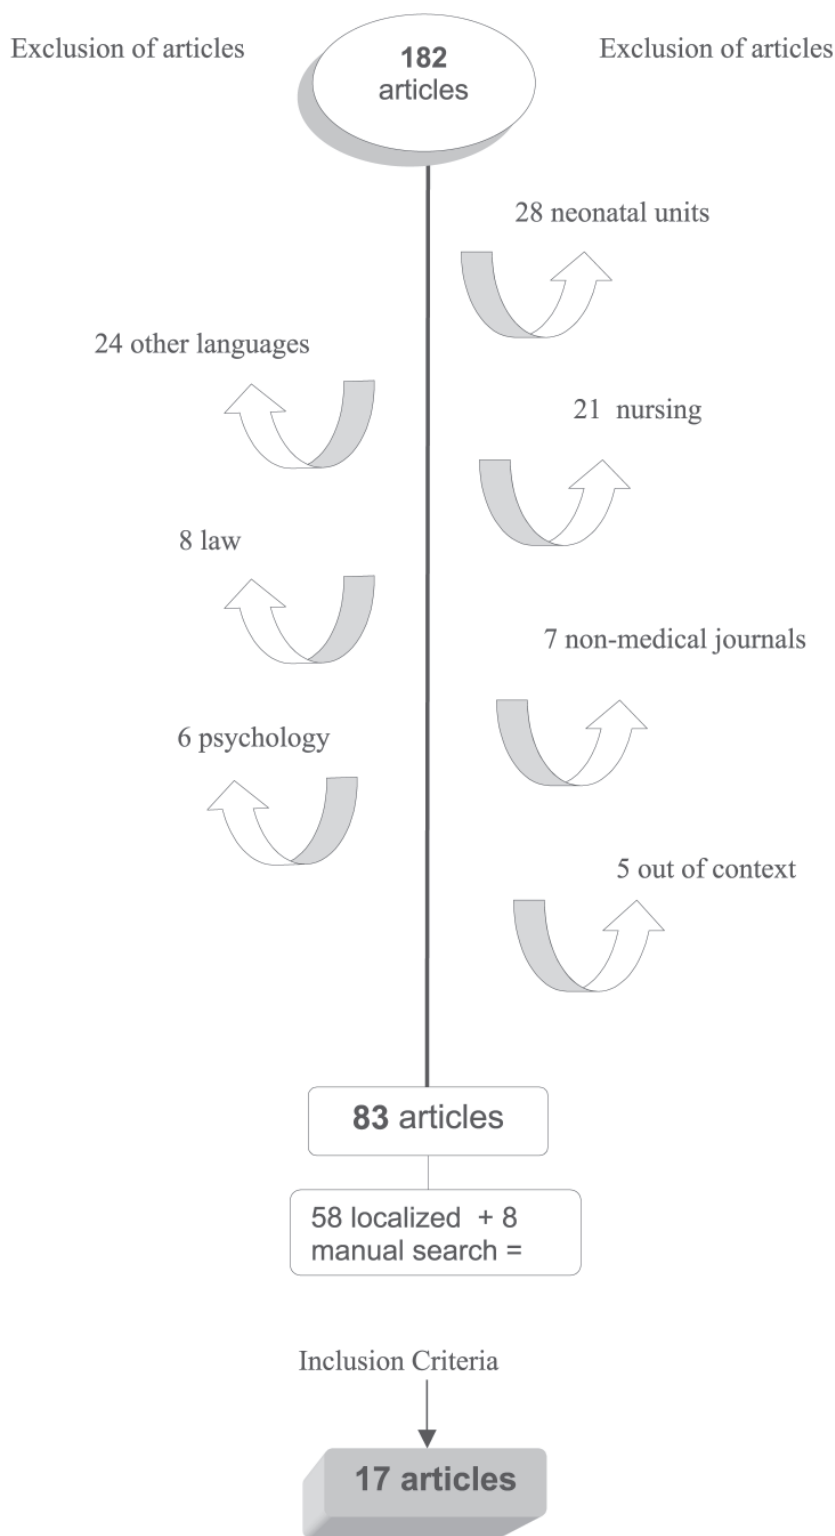 Exclusion of articles
182
articles
Exclusion of articles
28 neonatal units
24 other languages
21 nursing
8 law
7 non-medical journals
6 psychology
5 out of context
83 articles
58 localized + 8
manual search =
Inclusion Criteria
17 articles